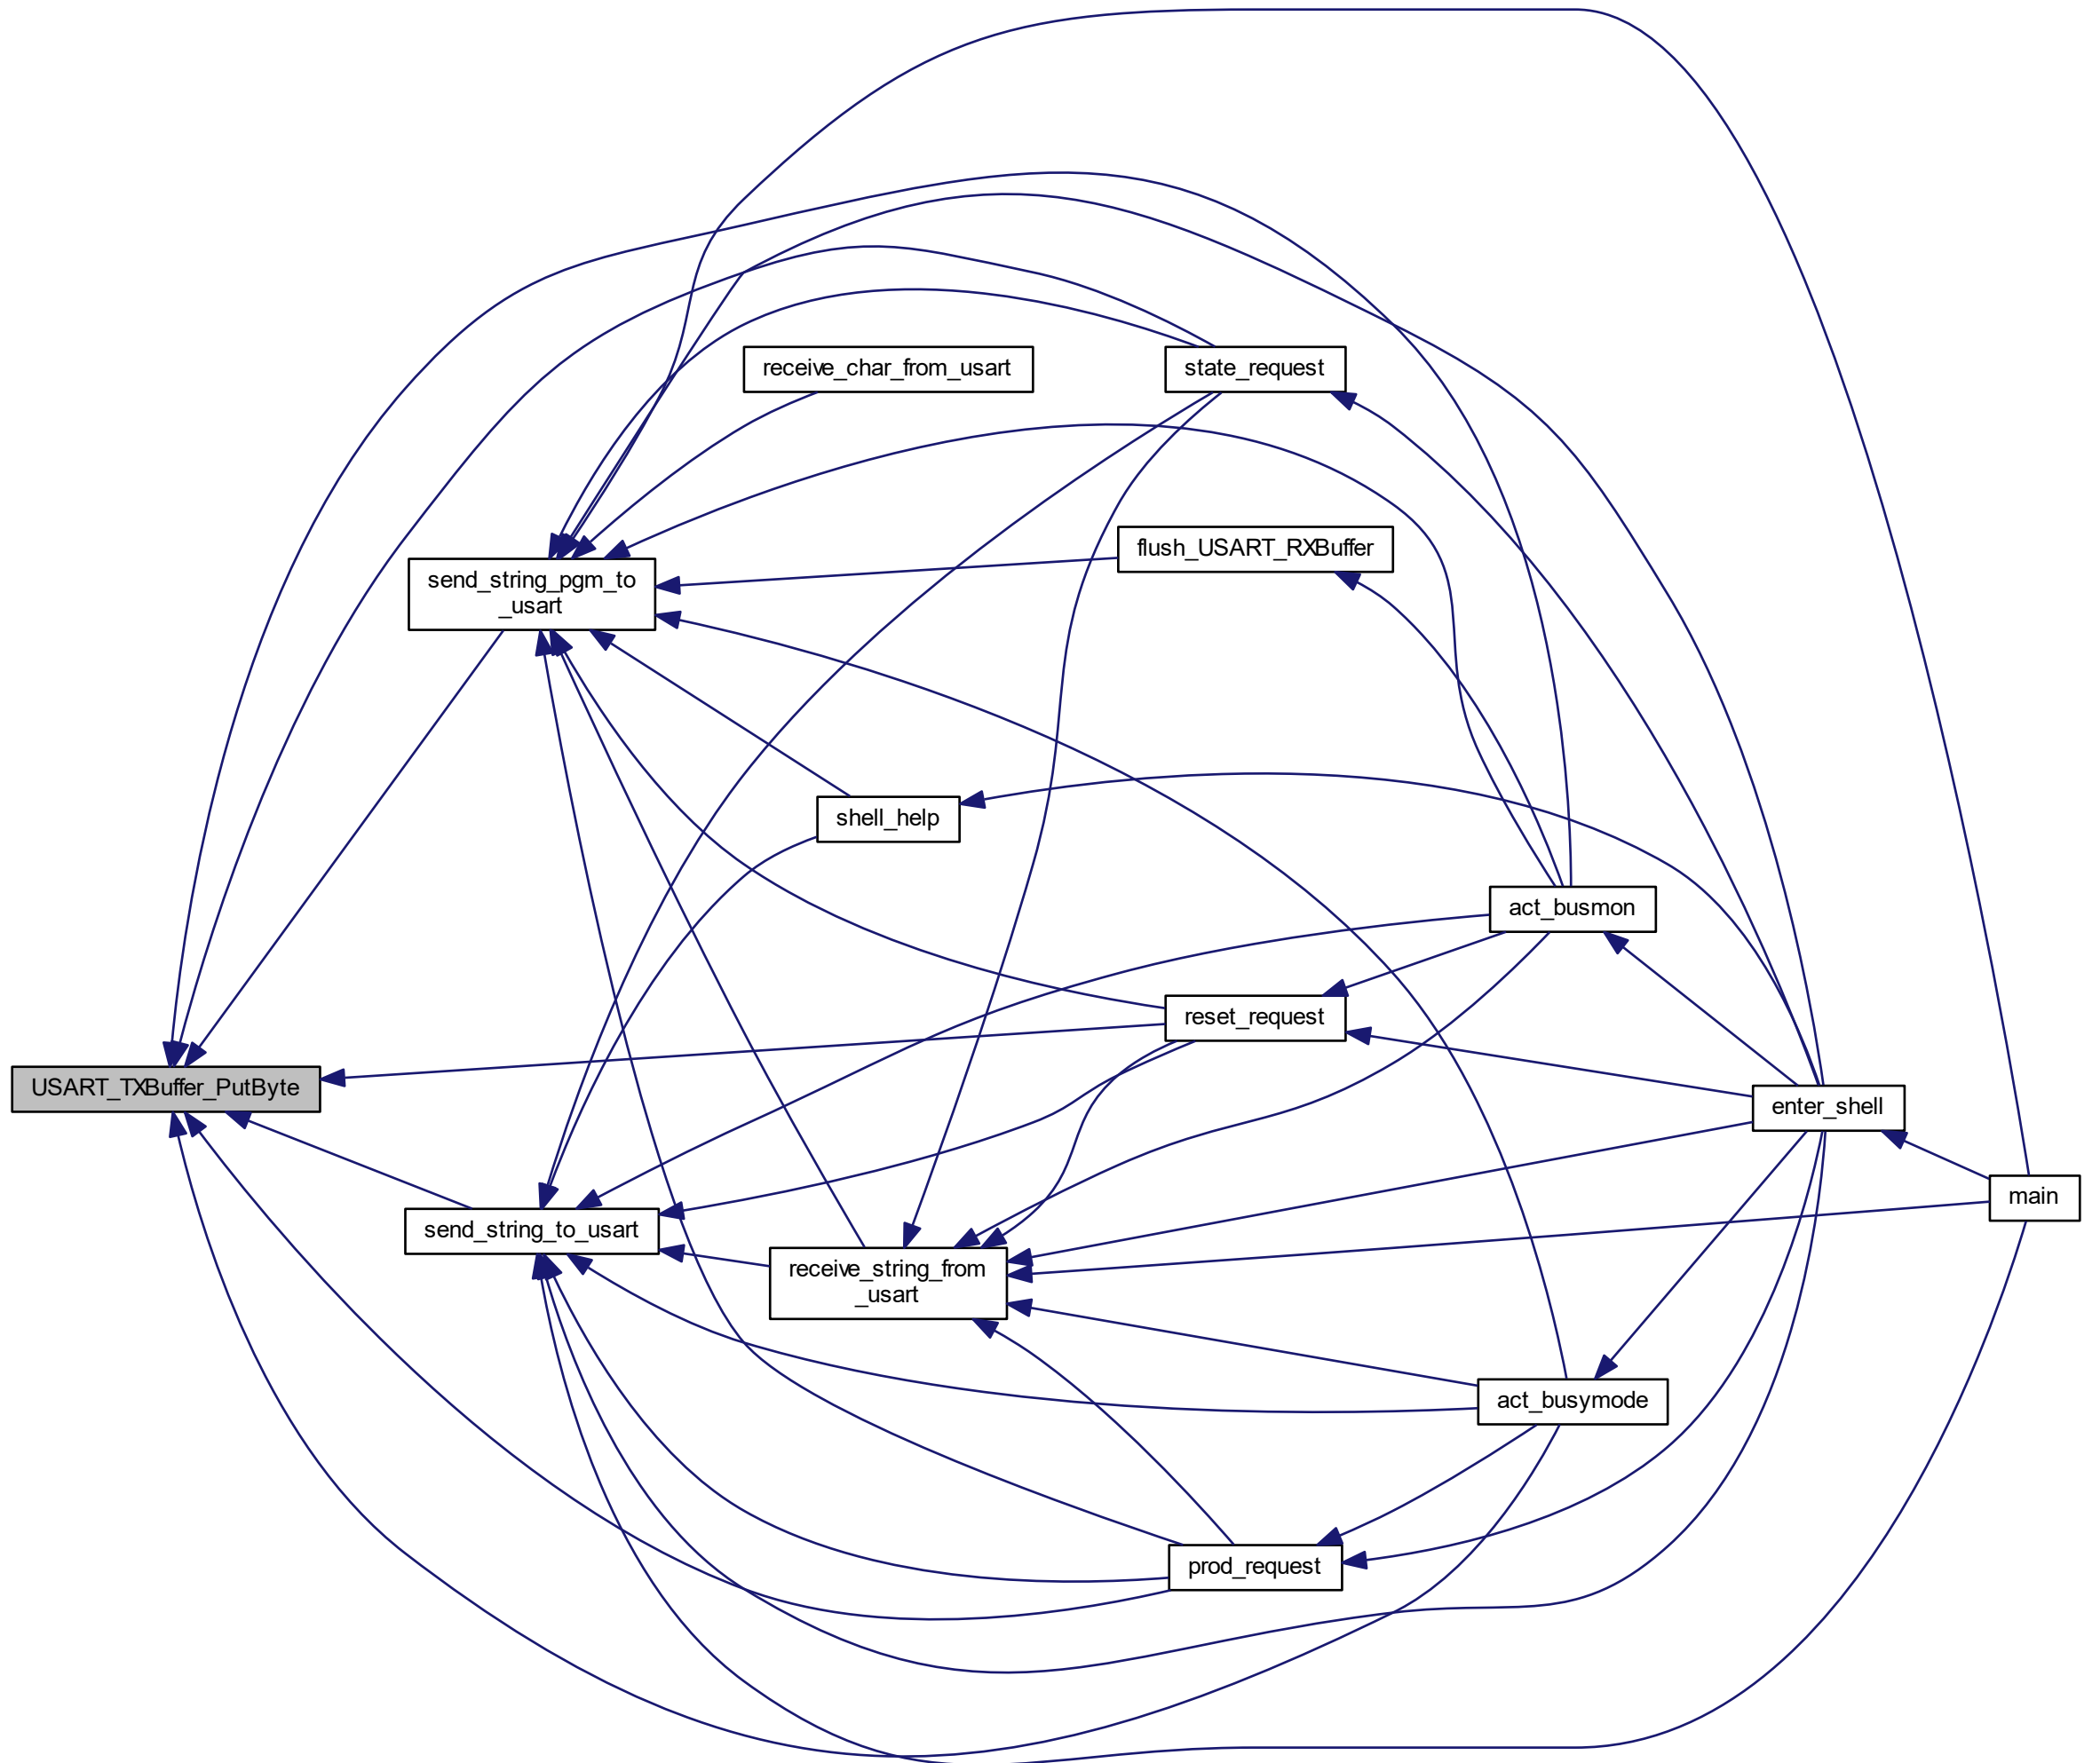 receive_char_from_usart
state_request
flush_USART_RXBuffer
send_string_pgm_to
_usart
shell_help
act_busmon
reset_request
USART_TXBuffer_PutByte
enter_shell
main
send_string_to_usart
receive_string_from
_usart
act_busymode
prod_request